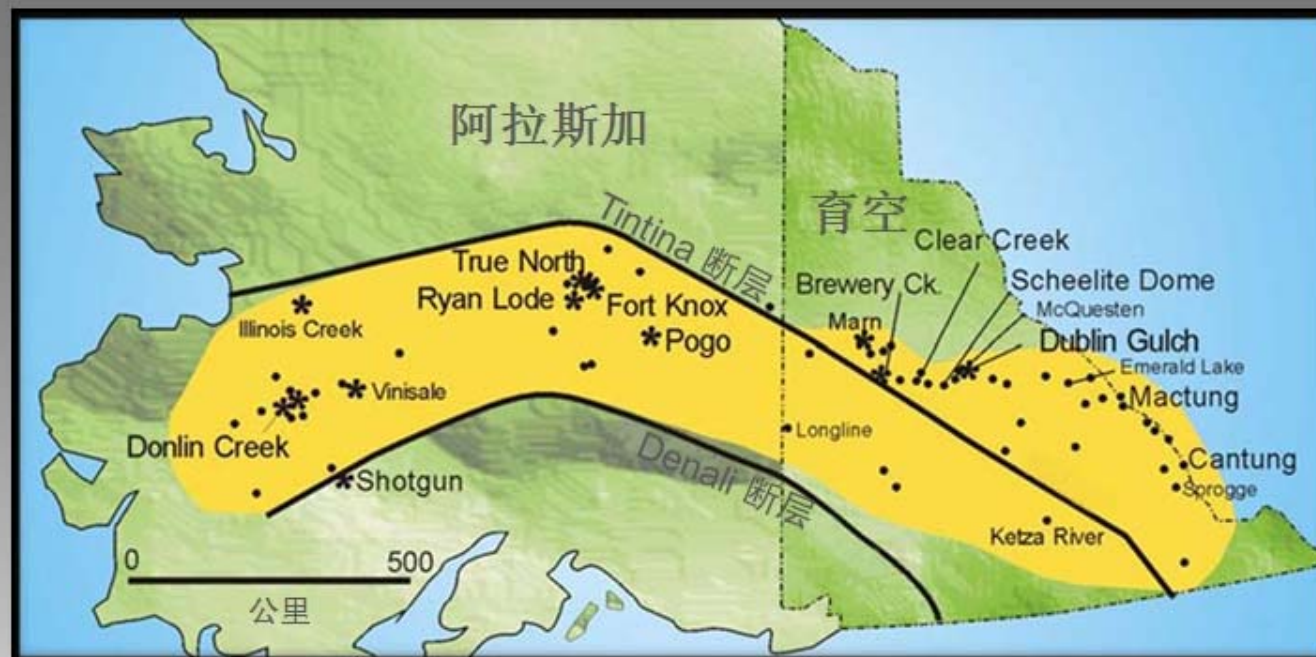 阿拉斯加
育空
Tintina 断层
Clear Creek
True North
Brewery Ck.
Scheelite Dome
Ryan Lode
Fort Knox
McQuesten
Illinois Creek
Marn
Pogo
Dublin Gulch
Emerald Lake
Vinisale
Mactung
Longline
Donlin Creek
Denali 断层
Cantung
Shotgun
Sprogge
Ketza River
0
500
公里